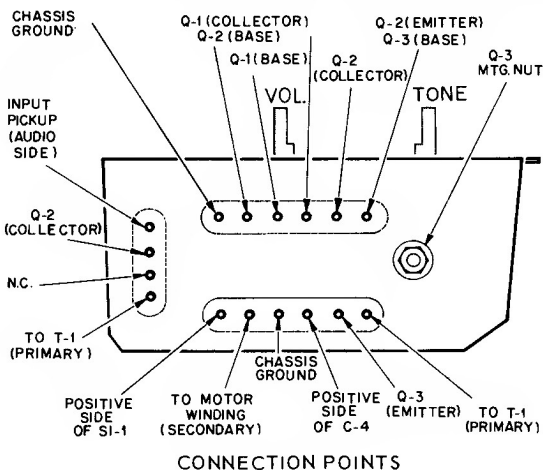 CHASSIS
GROUND
Q-1 (COLLECTOR)
Q-2 (BASE)
Q-1 (BASE)
Q-2 (EMITTER)
Q-3 (BASE)
Q-2
(COLLECTOR)
Q-3
MTG. NUT
VOL.
TONE
INPUT
PICKUP
(AUDIO
SIDE)
Q-2
(COLLECTOR)
N.C.
TO T-1
(PRIMARY)
CHASSIS
GROUND
POSITIVE
SIDE
OF SI-1
TO MOTOR
WINDING
(SECONDARY)
POSITIVE
SIDE
OF C-4
Q-3
(EMITTER)
TO T-1
(PRIMARY)
CONNECTION POINTS